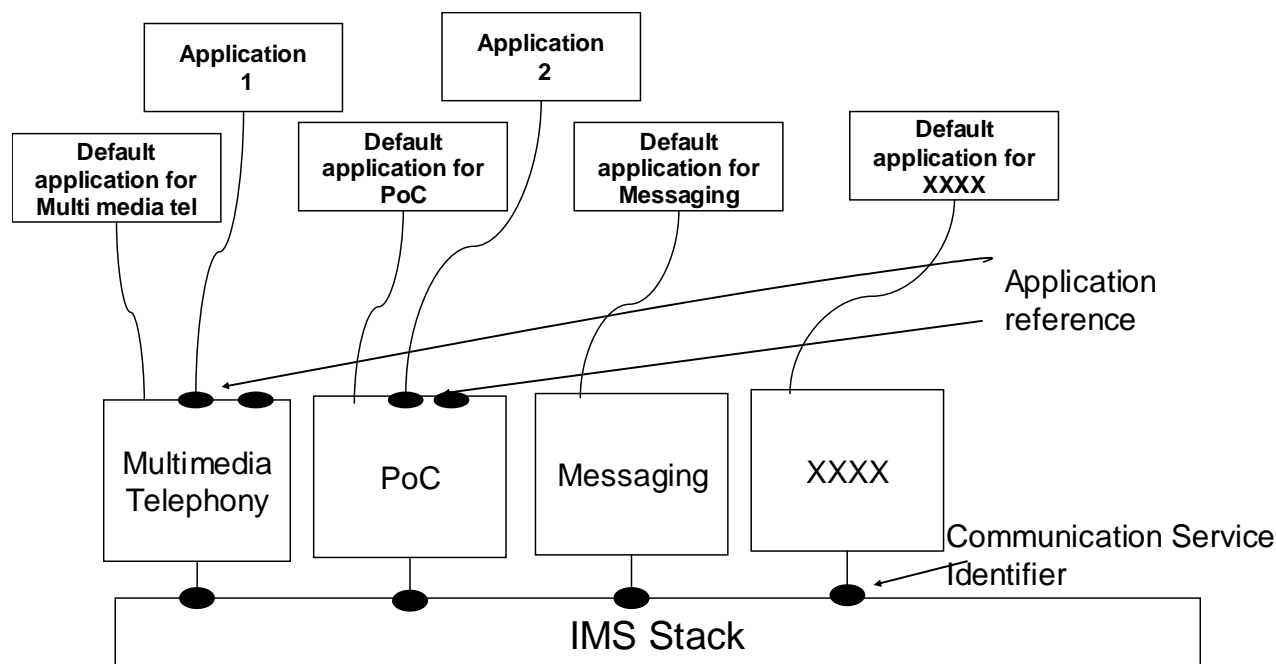 Application
1
Application
2
Default
application for
Multi media tel
Default
application for
PoC
Default
application for
Messaging
Default
application for
XXXX
Application
reference
Multimedia
Telephony
PoC
Messaging
XXXX
Communication Service
Identifier
IMS Stack